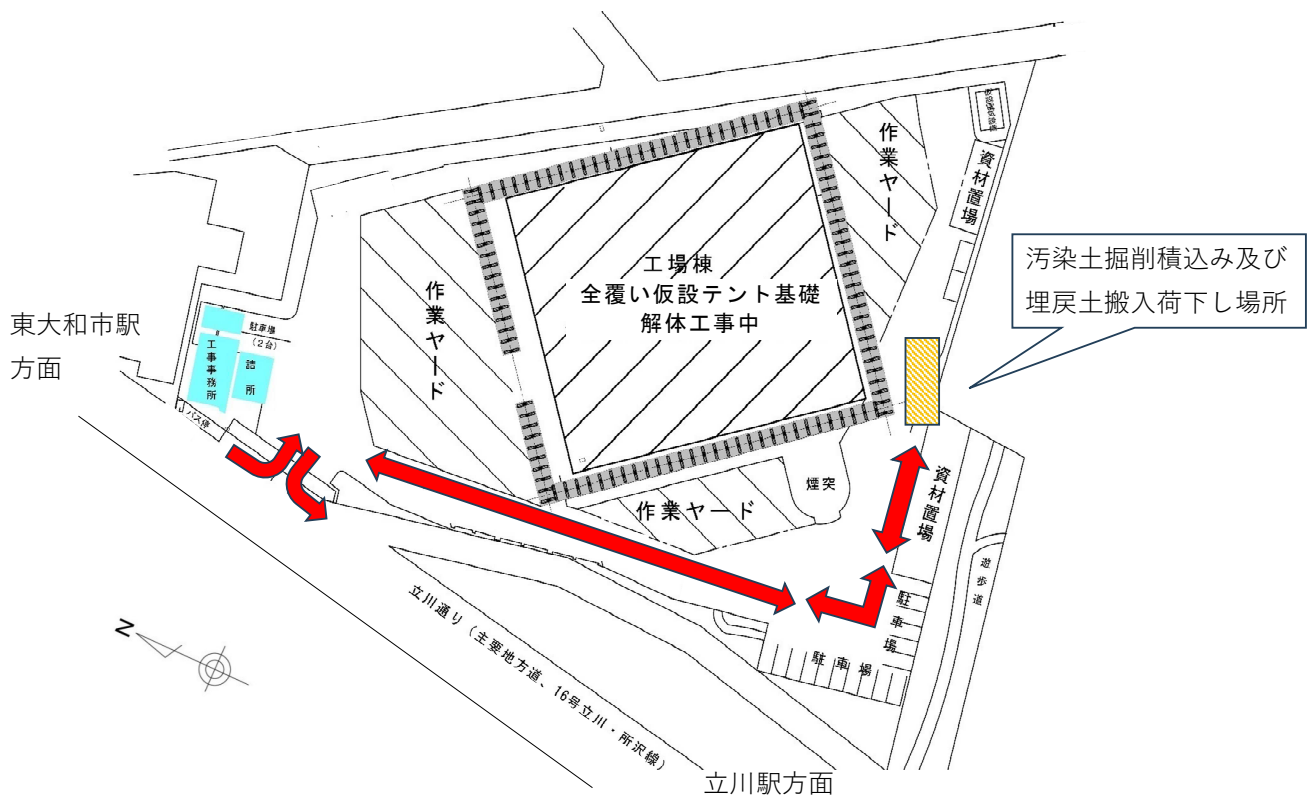 仮設電気設備
資材置場
作業ヤード
工場棟
全覆い仮設テント基礎
解体工事中
汚染土掘削積込み及び
埋戻土搬入荷下し場所
作業ヤード
東大和市駅
方面
駐車場
(2台)
工事事務所
詰所
バス停
煙突
作業ヤード
資材置場
遊歩道
駐車場
駐車場
立川通り(主要地方道、16号立川・所沢線)
N
立川駅方面